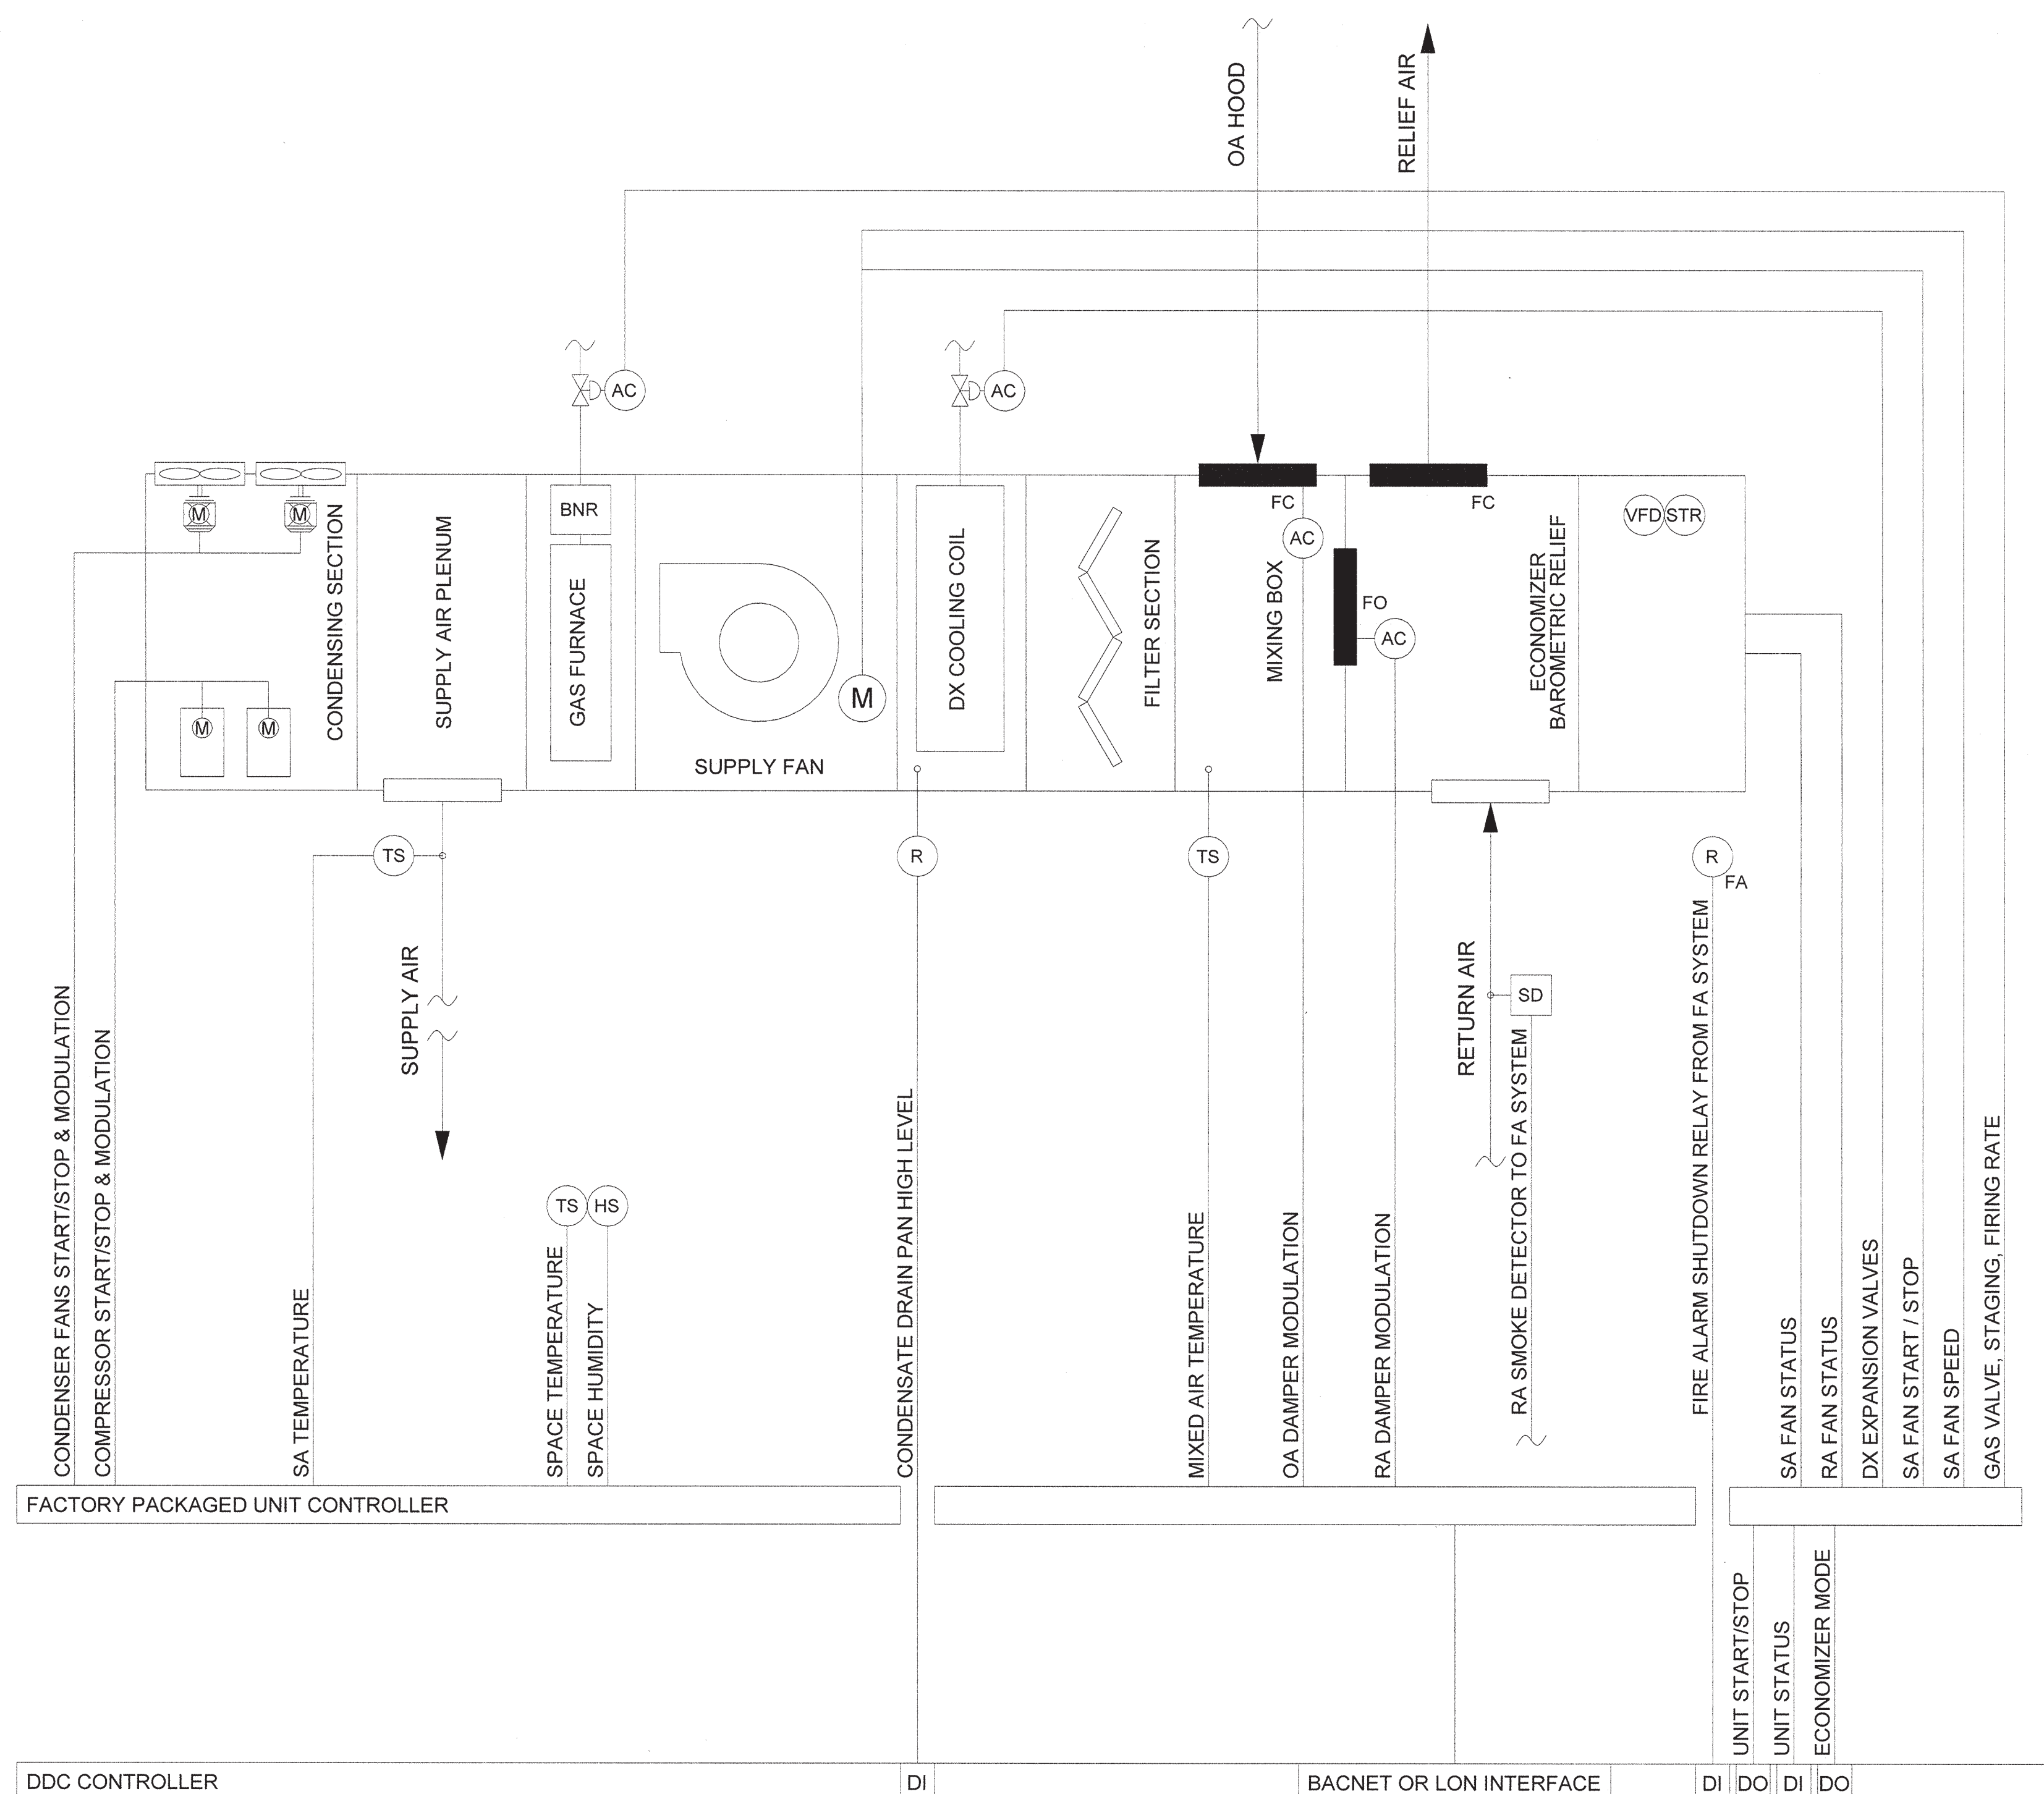 OA HOOD
RELIEF AIR
AC
AC
M
M
CONDENSING SECTION
M
M
SUPPLY AIR PLENUM
BNR
GAS FURNACE
SUPPLY FAN
M
DX COOLING COIL
FILTER SECTION
FC
AC
MIXING BOX
FC
FO
AC
ECONOMIZER
BAROMETRIC RELIEF
VFD
STR
TS
R
TS
R
FA
SUPPLY AIR
RETURN AIR
SD
TS
HS
CONDENSER FANS START/STOP & MODULATION
COMPRESSOR START/STOP & MODULATION
SA TEMPERATURE
SPACE TEMPERATURE
SPACE HUMIDITY
CONDENSATE DRAIN PAN HIGH LEVEL
MIXED AIR TEMPERATURE
OA DAMPER MODULATION
RA DAMPER MODULATION
RA SMOKE DETECTOR TO FA SYSTEM
FIRE ALARM SHUTDOWN RELAY FROM FA SYSTEM
SA FAN STATUS
RA FAN STATUS
DX EXPANSION VALVES
SA FAN START / STOP
SA FAN SPEED
GAS VALVE, STAGING, FIRING RATE
FACTORY PACKAGED UNIT CONTROLLER
UNIT START/STOP
UNIT STATUS
ECONOMIZER MODE
DDC CONTROLLER
DI
BACNET OR LON INTERFACE
DI
DO
DI
DO